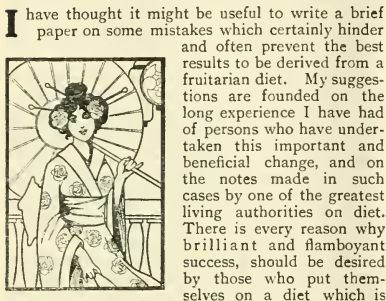 I have thought it might be useful to write a brief
paper on some mistakes which certainly hinder
and often prevent the best
results to be derived from a
fruitarian diet. My sugges-
tions are founded on the
long experience I have had
of persons who have under-
taken this important and
beneficial change, and on
the notes made in such
cases by one of the greatest
living authorities on diet.
There is every reason why
brilliant and flamboyant
success, should be desired
by those who put them-
selves on a diet which is